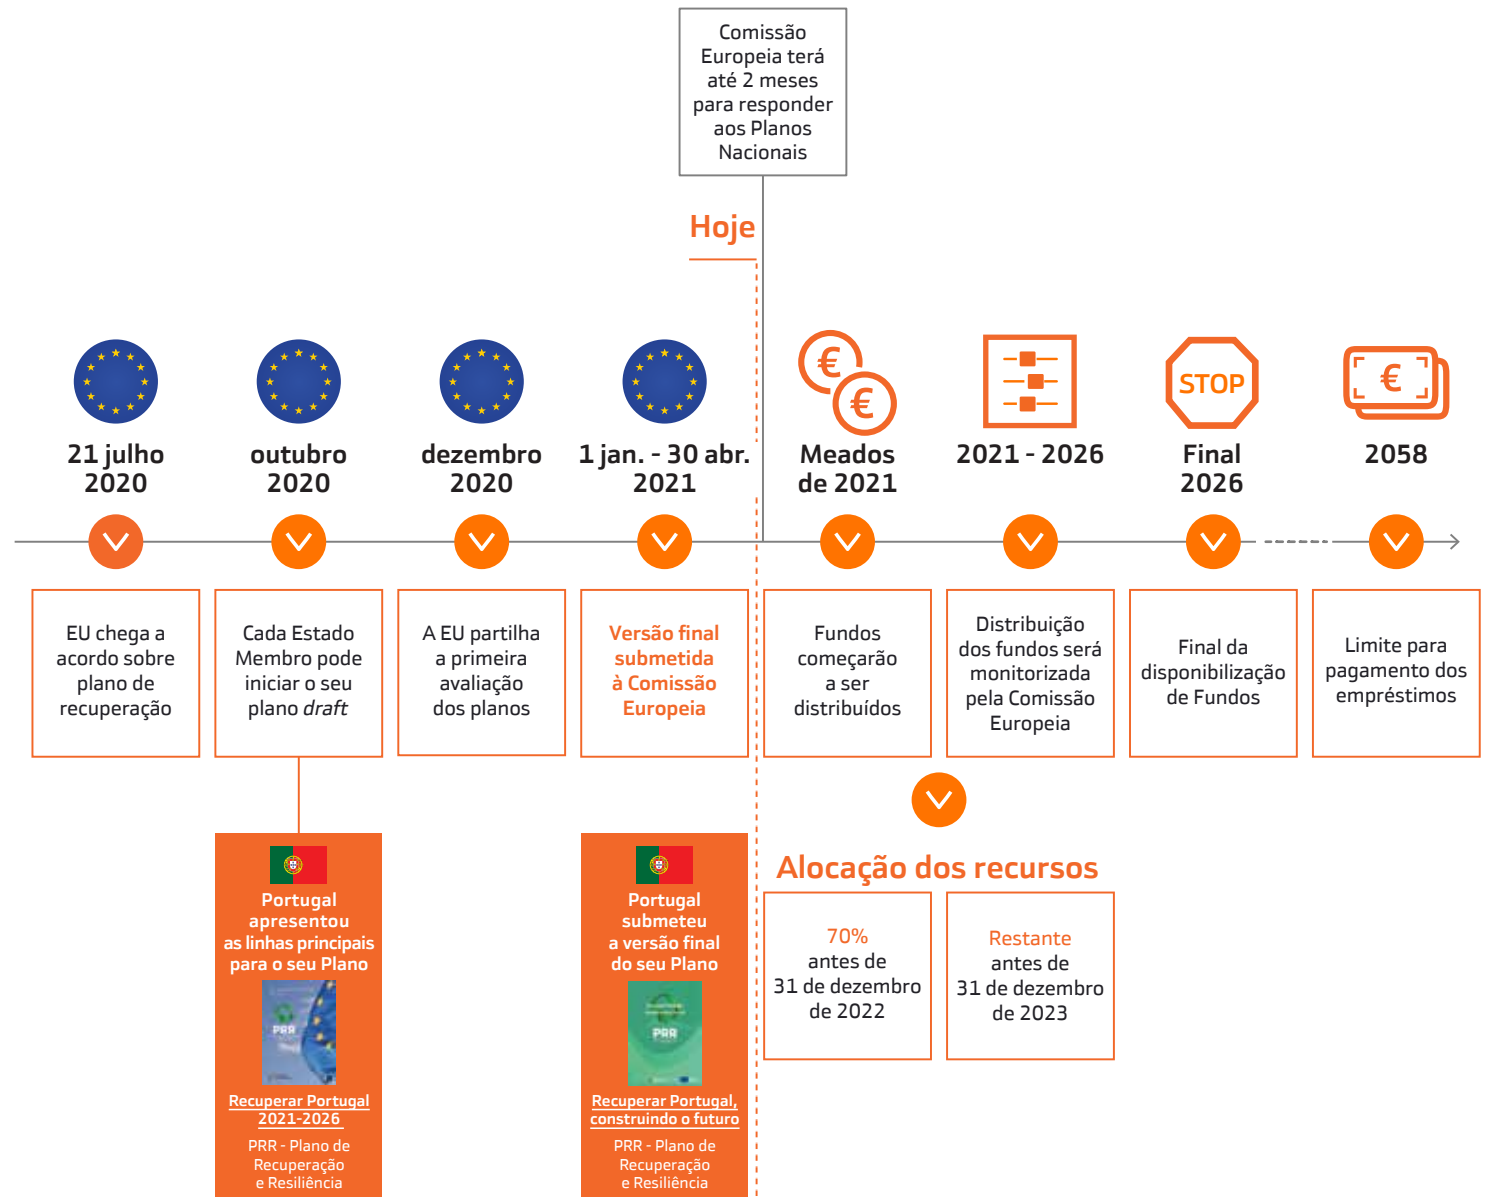 Comissão
Europeia terá
até 2 meses
para responder
aos Planos
Nacionais
Hoje
STOP
€
€
€
21 julho
2020
outubro
2020
dezembro
2020
1 jan. - 30 abr.
2021
Meados
de 2021
2021 - 2026
Final
2026
2058
EU chega a
acordo sobre
plano de
recuperação
Cada Estado
Membro pode
iniciar o seu
plano draft
A EU partilha
a primeira
avaliação
dos planos
Versão final
submetida
à Comissão
Europeia
Fundos
começarão
a ser
distribuídos
Distribuição
dos fundos será
monitorizada
pela Comissão
Europeia
Final da
disponibilização
de Fundos
Limite para
pagamento dos
empréstimos
Portugal
apresentou
as linhas principais
para o seu Plano
PRR
Recuperar Portugal
2021-2026
PRR - Plano de
Recuperação
e Resiliência
Portugal
submeteu
a versão final
do seu Plano
PRR
Recuperar Portugal,
construindo o futuro
PRR - Plano de
Recuperação
e Resiliência
Alocação dos recursos
70%
antes de
31 de dezembro
de 2022
Restante
antes de
31 de dezembro
de 2023